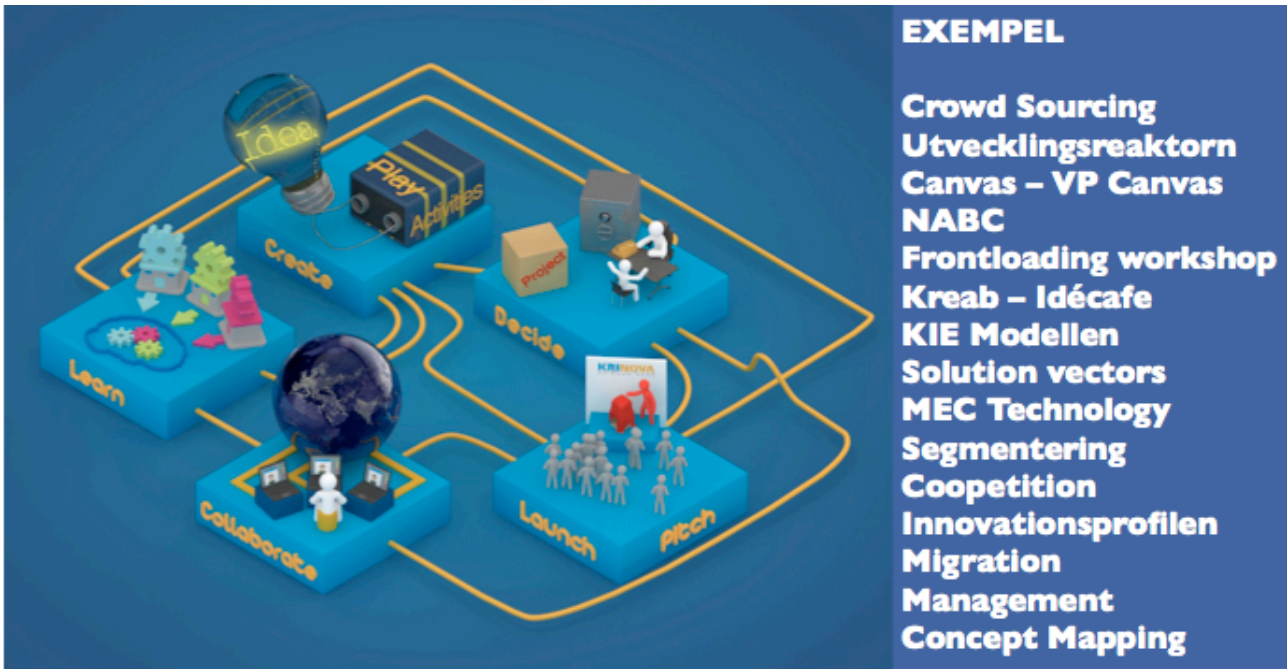 Idea
Play
Activities
Create
Project
Decide
Learn
KRINOVA
Collaborate
Launch
Pitch
EXEMPEL
Crowd Sourcing
Utvecklingsreaktorn
Canvas – VP Canvas
NABC
Frontloading workshop
Kreab – Idécafe
KIE Modellen
Solution vectors
MEC Technology
Segmentering
Coopetition
Innovationsprofilen
Migration
Management
Concept Mapping